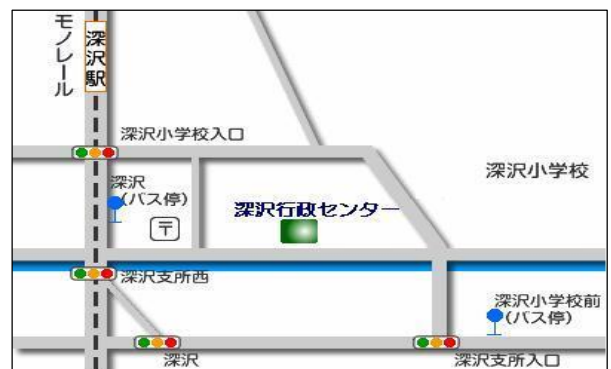 モノレール
深沢駅
深沢小学校入口
深沢小学校
深沢
(バス停)
深沢行政センター
〒
深沢支所西
深沢小学校前
(バス停)
深沢
深沢支所入口